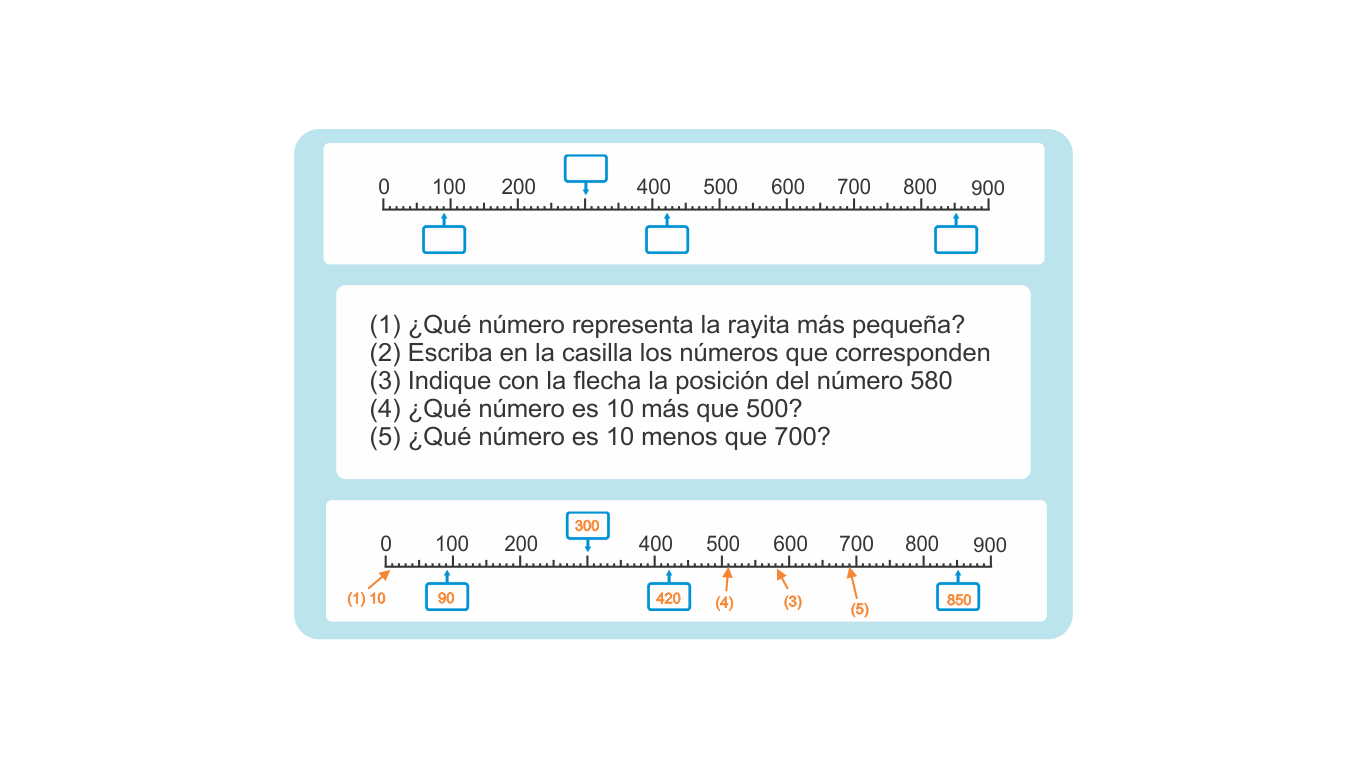 0 100 200 400 500 600 700 800 900
(1) ¿Qué número representa la rayita más pequeña?
(2) Escriba en la casilla los números que corresponden
(3) Indique con la flecha la posición del número 580
(4) ¿Qué número es 10 más que 500?
(5) ¿Qué número es 10 menos que 700?
300
0 100 200 400 500 600 700 800 900
(1) 10 90 420 (4) (3) (5) 850